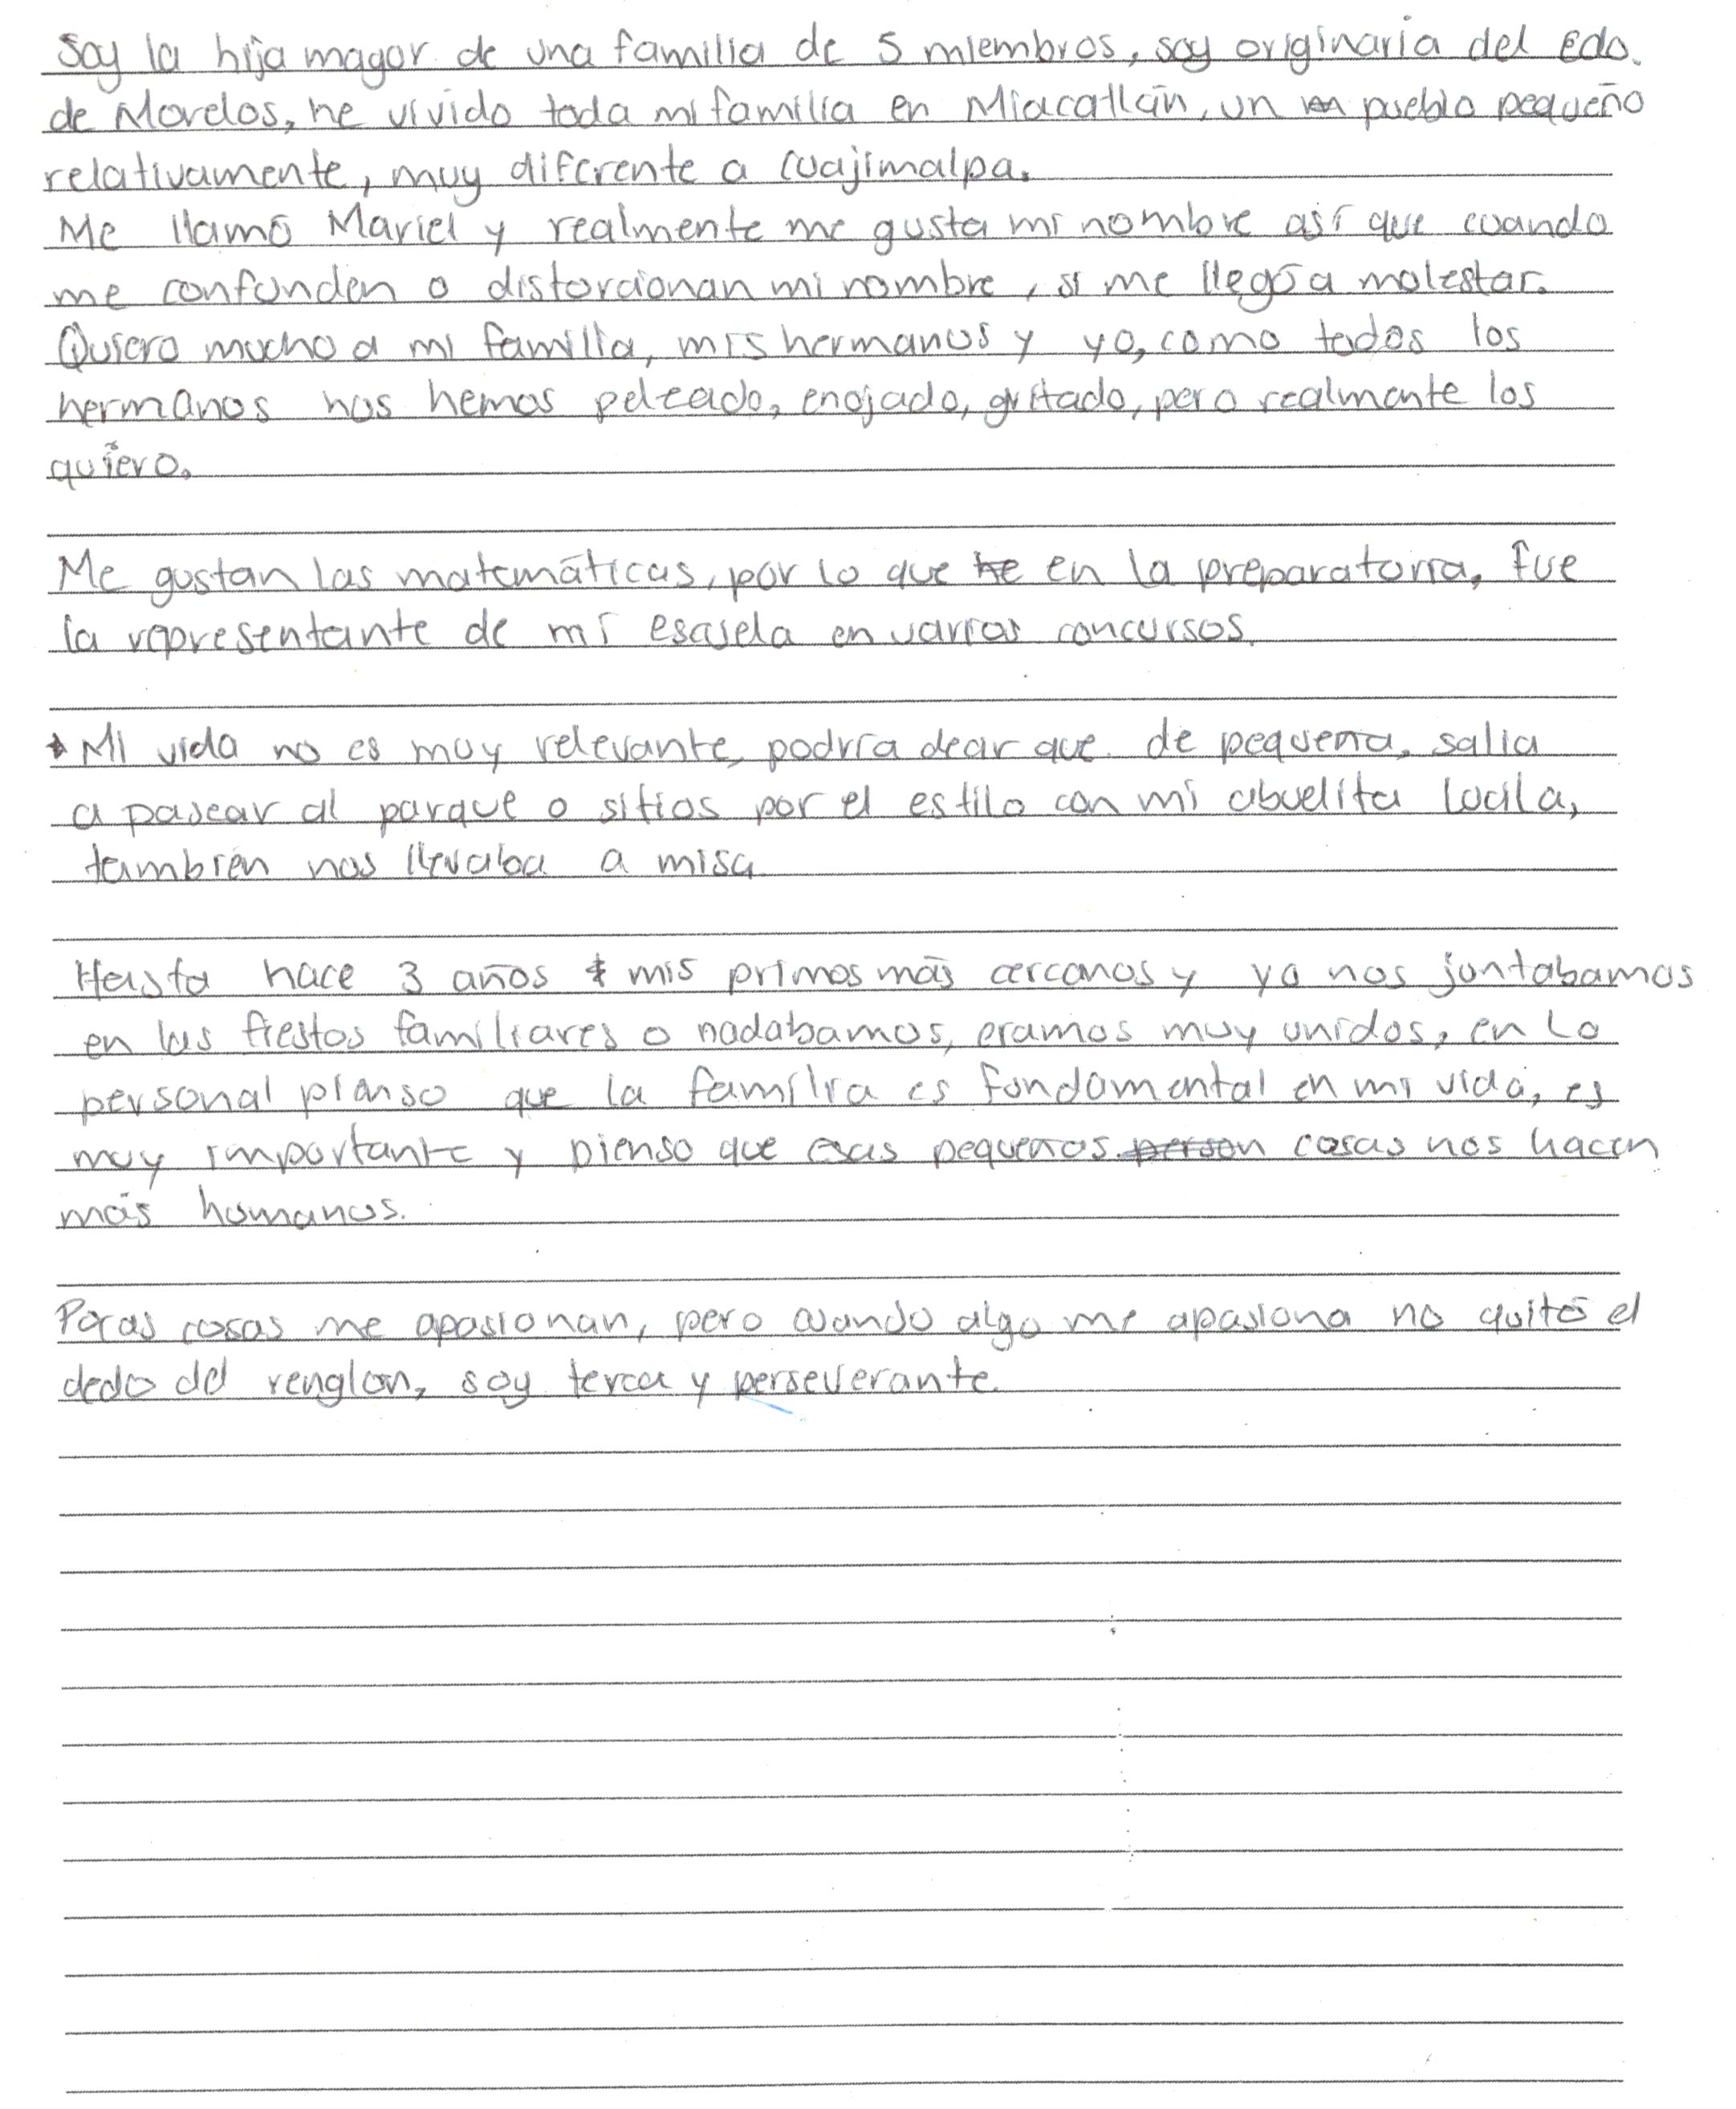 Soy la hija mayor de una familia de 5 miembros, soy originaria del Edo.
de Morelos, he vivido toda mi familia en Miacatlán, un pueblo pequeño
relativamente, muy diferente a Cuajimalpa.
Me llamó Mariel y realmente me gusta mi nombre así que cuando
me confunden o distorcionan mi nombre, si me llegó a molestar.
Quiero mucho a mi familia, mis hermanos y yo, como todos los
hermanos nos hemos peleado, enojado, gritado, pero realmente los
quiero.
Me gustan las matemáticas, por lo que he en la preparatoria, fue
la representante de mi escuela en varios concursos.
Mi vida no es muy relevante, podría decir que de pequeña, salia
a pasear al parque o sitios por el estilo con mi abuelita Lucila,
también nos llevaba a misa
Hasta hace 3 años mis primos más cercanos y yo nos juntabamos
en las fiestas familiares o nadabamos, eramos muy unidos, en lo
personal pianso que la familia es fundamental en mi vida, es
muy importante y pienso que esas pequeños person cosas nos hacen
más humanos.
Pocas cosas me apasionan, pero cuando algo me apasiona no quitó el
dedo del renglon, soy terca y perseverante.